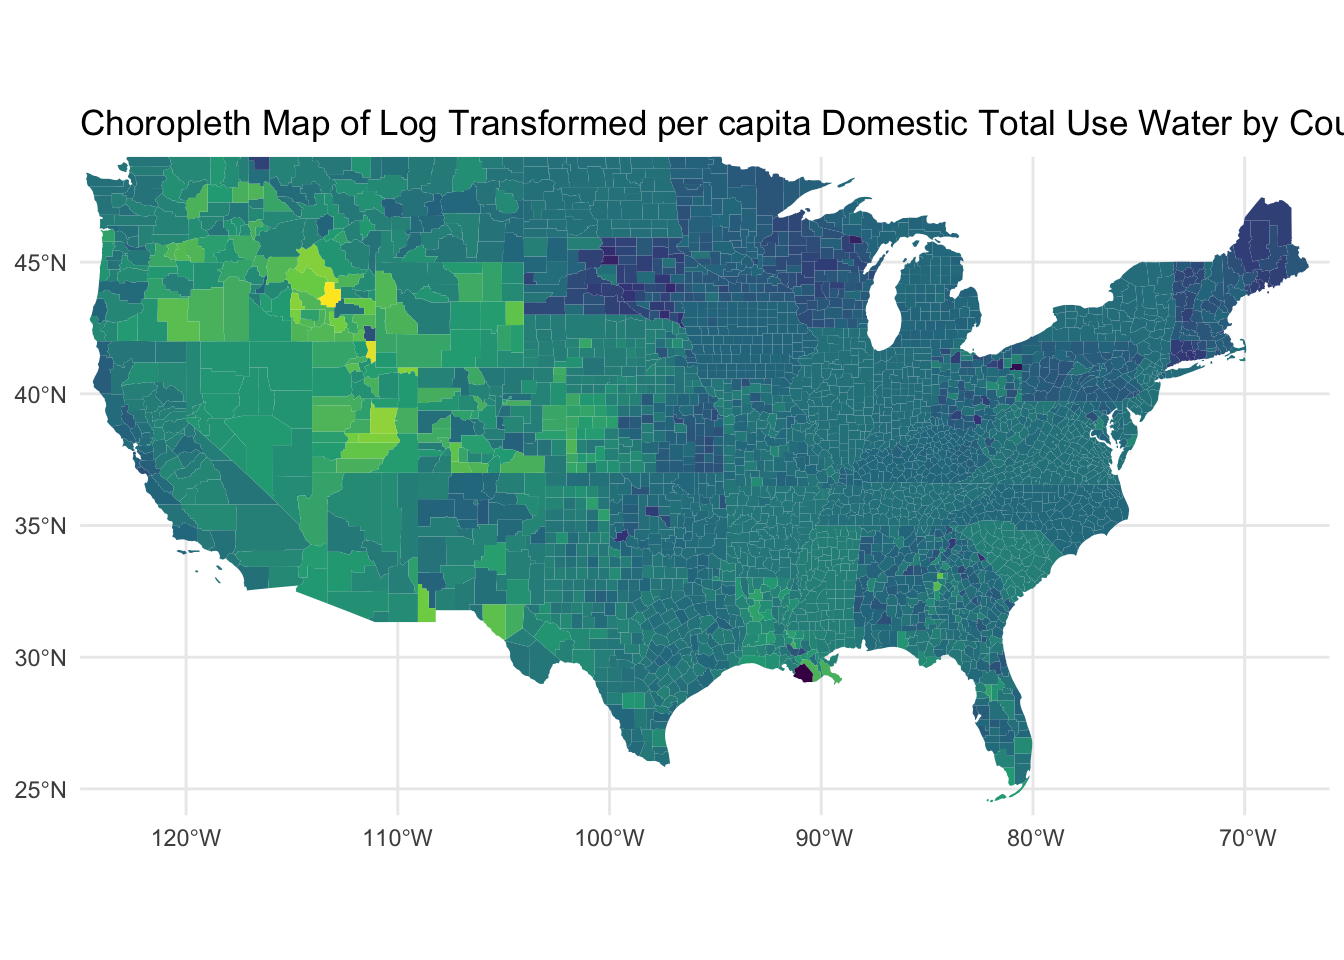 Choropleth Map of Log Transformed per capita Domestic Total Use Water by Cou
45°N
40°N
35°N
30°N
25°N
120°W
110°W
100°W
90°W
80°W
70°W